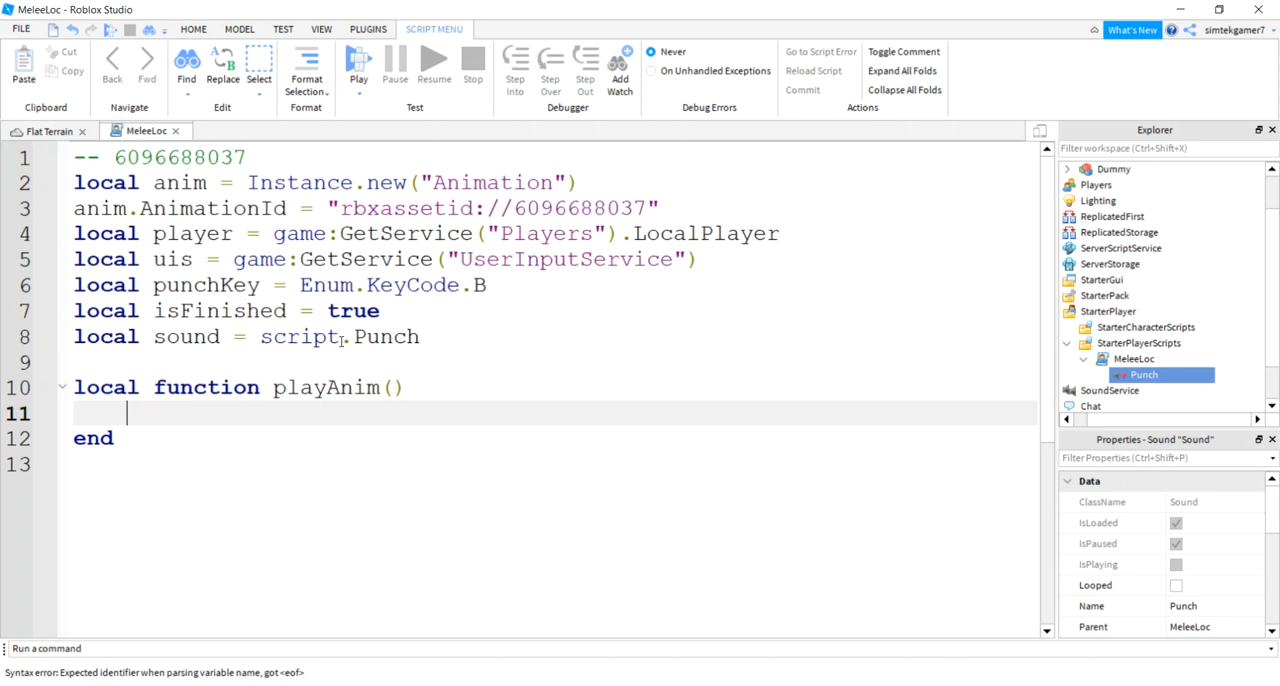 MeleeLoc - Roblox Studio
FILE HOME MODEL TEST VIEW PLUGINS SCRIPT MENU What's New simtekgamer7
Paste Cut Copy Back Fwd Find Replace Select Format Selection Play Pause Resume Stop Step Into Step Over Step Out Add Watch Never On Unhandled Exceptions Go to Script Error Reload Script Commit Toggle Comment Expand All Folds Collapse All Folds
Clipboard Navigate Edit Format Test Debugger Debug Errors Actions
Flat Terrain MeleeLoc
1 -- 6096688037
2 local anim = Instance.new("Animation")
3 anim.AnimationId = "rbxassetid://6096688037"
4 local player = game:GetService("Players").LocalPlayer
5 local uis = game:GetService("UserInputService")
6 local punchKey = Enum.KeyCode.B
7 local isFinished = true
8 local sound = script.Punch
9
10 local function playAnim()
11
12 end
13
Explorer
Filter workspace (Ctrl+Shift+X)
Dummy
Players
Lighting
ReplicatedFirst
ReplicatedStorage
ServerScriptService
ServerStorage
StarterGui
StarterPack
StarterPlayer
StarterCharacterScripts
StarterPlayerScripts
MeleeLoc
Punch
SoundService
Chat
Properties - Sound "Sound"
Filter Properties (Ctrl+Shift+P)
Data
ClassName Sound
IsLoaded
IsPaused
IsPlaying
Looped
Name Punch
Parent MeleeLoc
Run a command
Syntax error: Expected identifier when parsing variable name, got <eof>